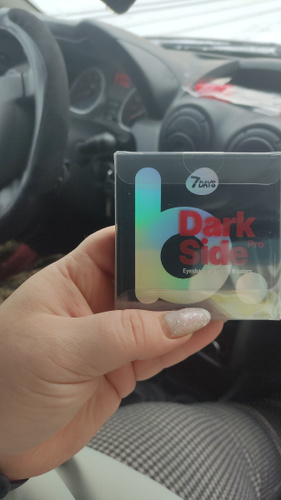 7DAYS
b.
Dark
Side Pro